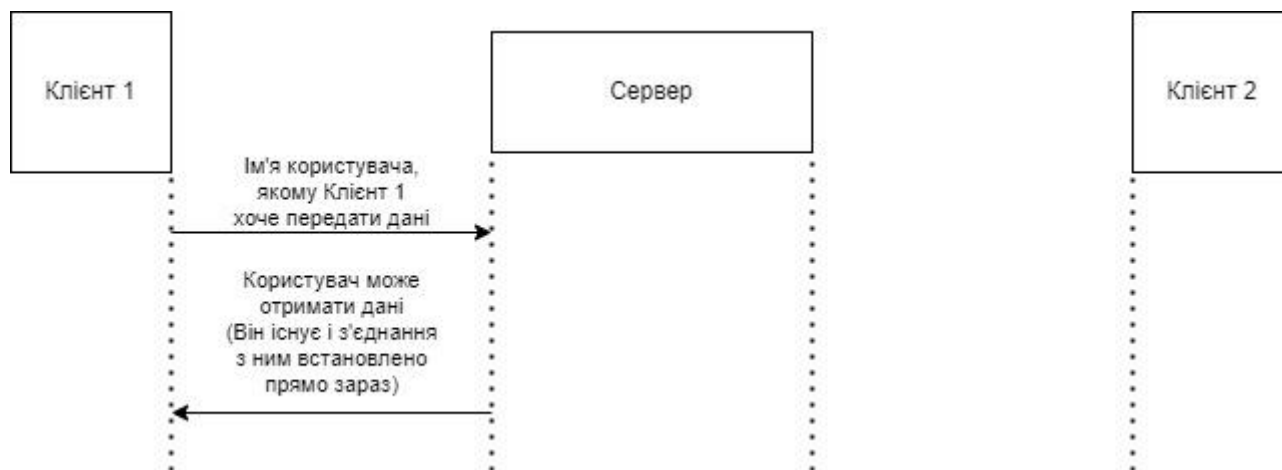 Клієнт 1
Сервер
Клієнт 2
Ім'я користувача,
якому Клієнт 1
хоче передати дані
Користувач може
отримати дані
(Він існує і з'єднання
з ним встановлено
прямо зараз)